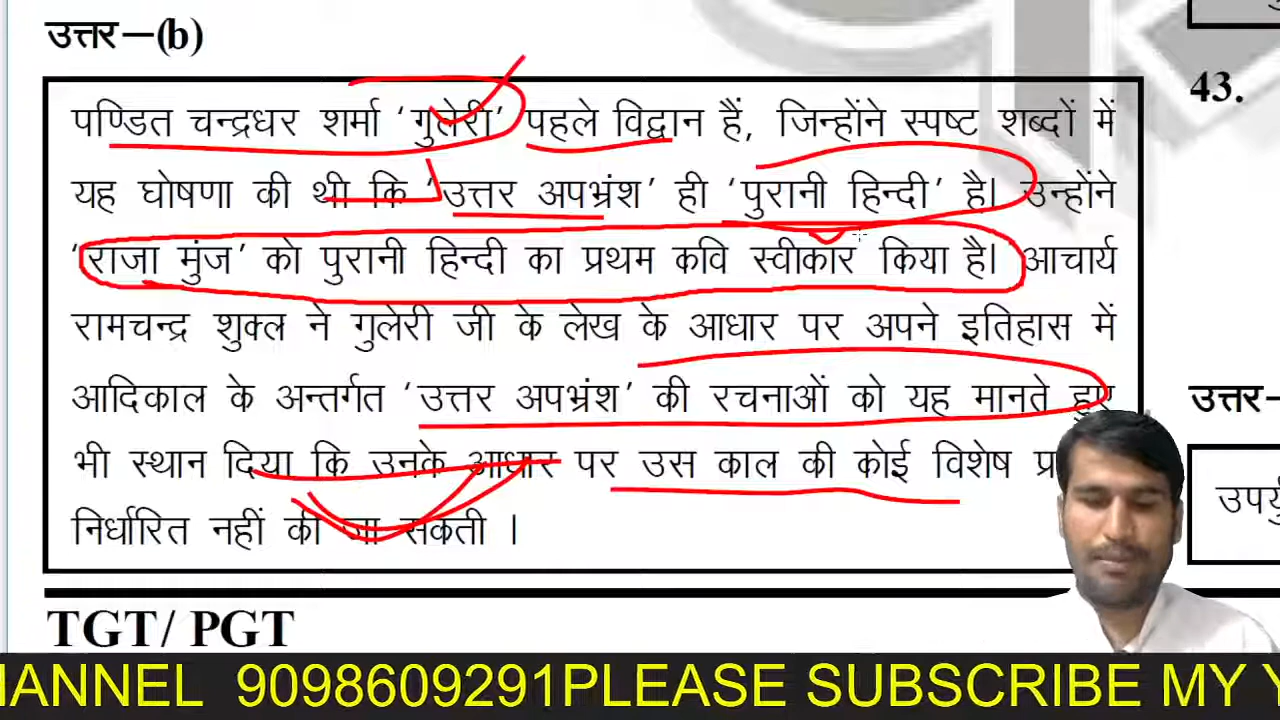 उत्तर–(b)
पण्डित चन्द्रधर शर्मा 'गुलेरी' पहले विद्वान हैं, जिन्होंने स्पष्ट शब्दों में
यह घोषणा की थी कि 'उत्तर अपभ्रंश' ही 'पुरानी हिन्दी' है। उन्होंने
'राजा मुंज' को पुरानी हिन्दी का प्रथम कवि स्वीकार किया है। आचार्य
रामचन्द्र शुक्ल ने गुलेरी जी के लेख के आधार पर अपने इतिहास में
आदिकाल के अन्तर्गत 'उत्तर अपभ्रंश' की रचनाओं को यह मानते हुए
भी स्थान दिया कि उनके आधार पर उस काल की कोई विशेष
निर्धारित नहीं की जा सकती ।
TGT/ PGT
43.
उत्तर–
HANNEL 9098609291PLEASE SUBSCRIBE MY